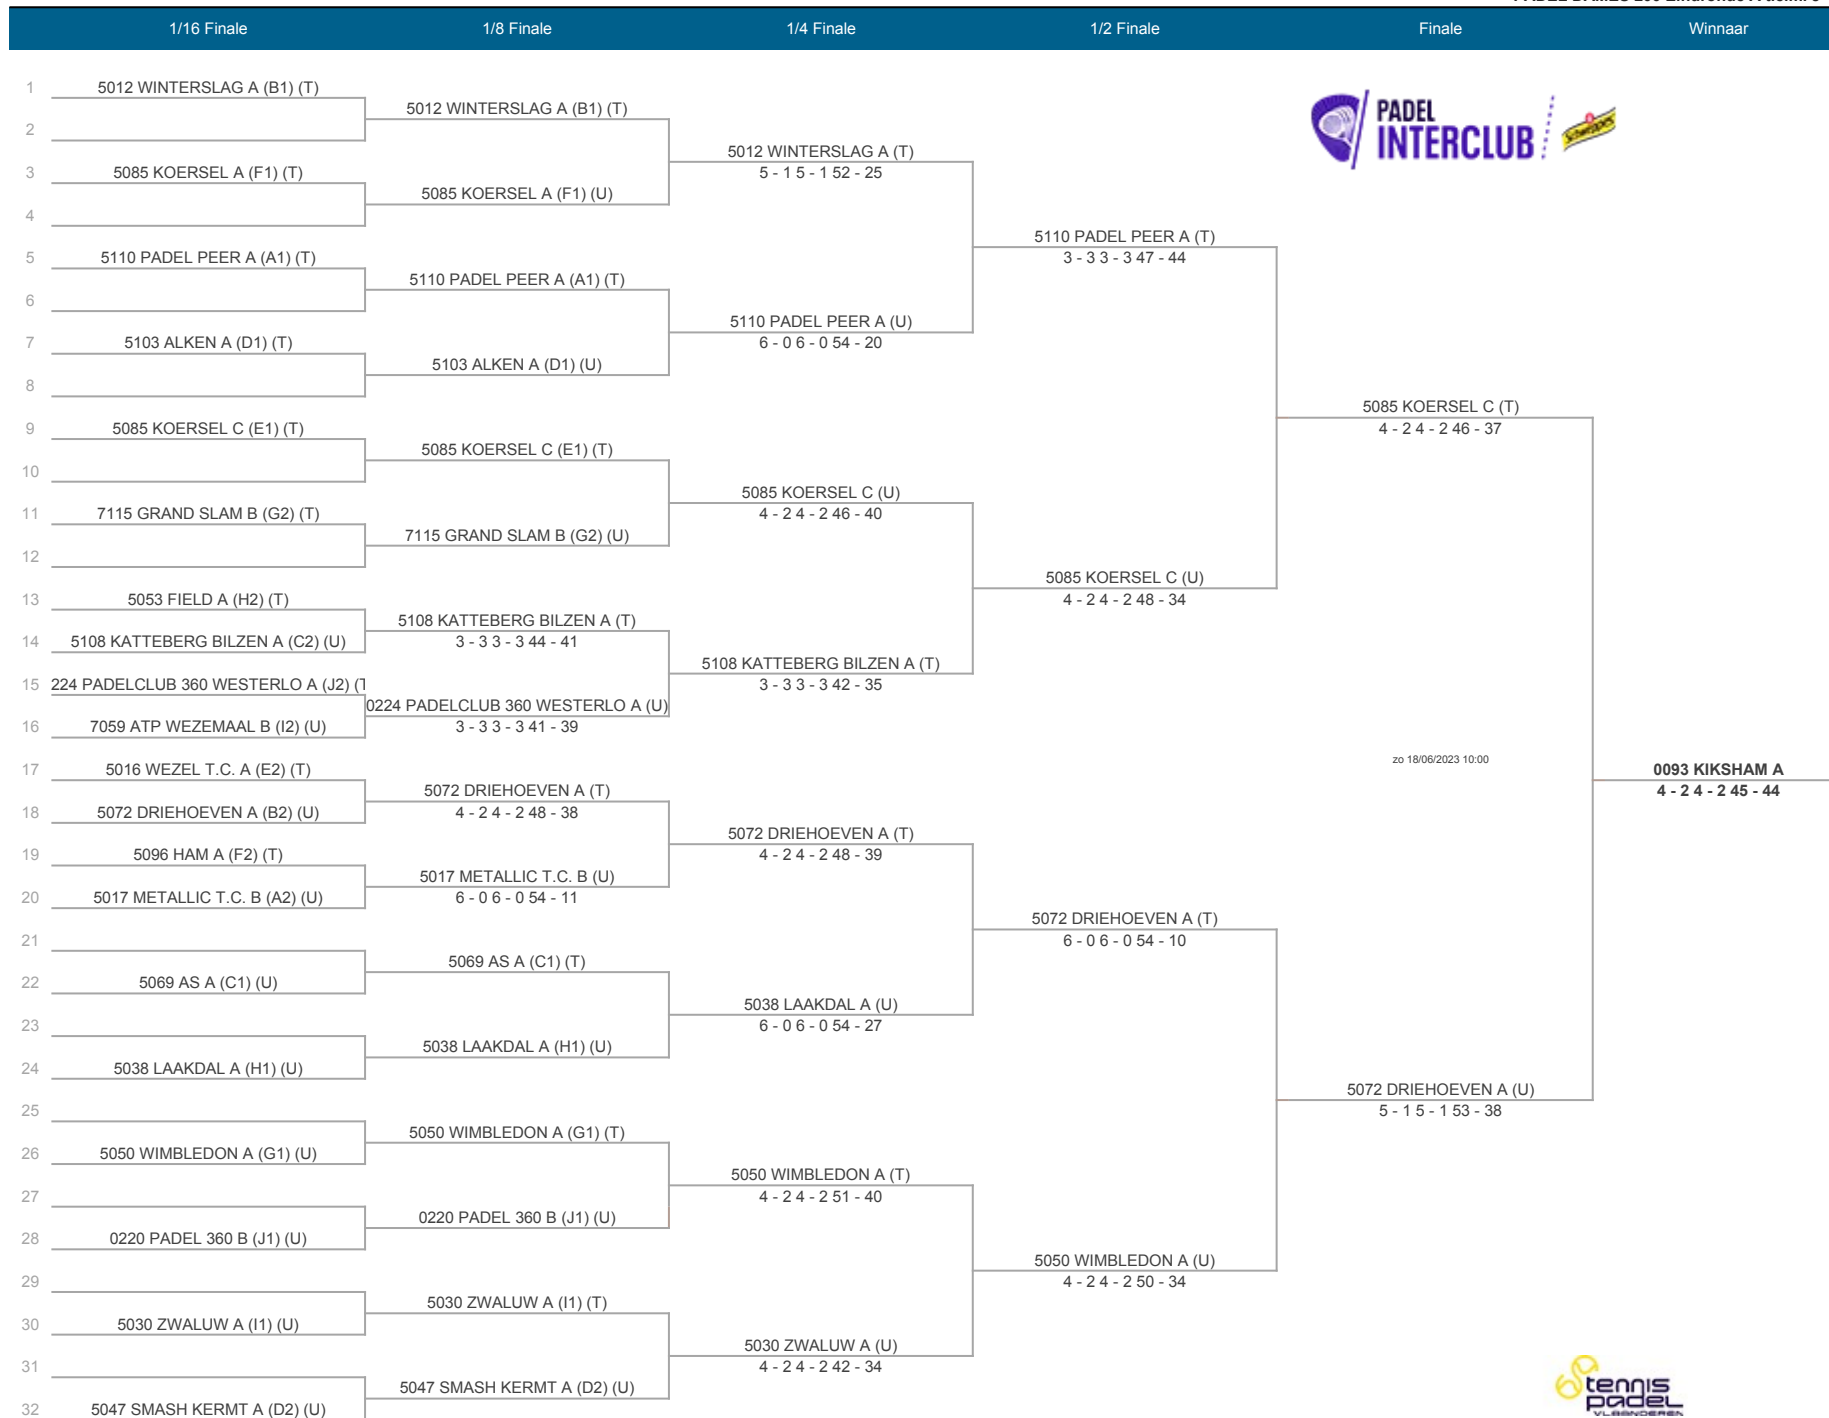 1/16 Finale 1/8 Finale 1/4 Finale 1/2 Finale Finale Winnaar
PADEL
INTERCLUB
Schweppes
1 5012 WINTERSLAG A (B1) (T)
2
3 5085 KOERSEL A (F1) (T)
4
5 5110 PADEL PEER A (A1) (T)
6
7 5103 ALKEN A (D1) (T)
8
9 5085 KOERSEL C (E1) (T)
10
11 7115 GRAND SLAM B (G2) (T)
12
13 5053 FIELD A (H2) (T)
14 5108 KATTEBERG BILZEN A (C2) (U)
15 224 PADELCLUB 360 WESTERLO A (J2) (T
16 7059 ATP WEZEMAAL B (I2) (U)
17 5016 WEZEL T.C. A (E2) (T)
18 5072 DRIEHOEVEN A (B2) (U)
19 5096 HAM A (F2) (T)
20 5017 METALLIC T.C. B (A2) (U)
21
22 5069 AS A (C1) (U)
23
24 5038 LAAKDAL A (H1) (U)
25
26 5050 WIMBLEDON A (G1) (U)
27
28 0220 PADEL 360 B (J1) (U)
29
30 5030 ZWALUW A (I1) (U)
31
32 5047 SMASH KERMT A (D2) (U)
5012 WINTERSLAG A (B1) (T)
5085 KOERSEL A (F1) (U)
5110 PADEL PEER A (A1) (T)
5103 ALKEN A (D1) (U)
5085 KOERSEL C (E1) (T)
7115 GRAND SLAM B (G2) (U)
5108 KATTEBERG BILZEN A (T)
3 - 3 3 - 3 44 - 41
0224 PADELCLUB 360 WESTERLO A (U)
3 - 3 3 - 3 41 - 39
5072 DRIEHOEVEN A (T)
4 - 2 4 - 2 48 - 38
5017 METALLIC T.C. B (U)
6 - 0 6 - 0 54 - 11
5069 AS A (C1) (T)
5038 LAAKDAL A (H1) (U)
5050 WIMBLEDON A (G1) (T)
0220 PADEL 360 B (J1) (U)
5030 ZWALUW A (I1) (T)
5047 SMASH KERMT A (D2) (U)
5012 WINTERSLAG A (T)
5 - 1 5 - 1 52 - 25
5110 PADEL PEER A (U)
6 - 0 6 - 0 54 - 20
5085 KOERSEL C (U)
4 - 2 4 - 2 46 - 40
5108 KATTEBERG BILZEN A (T)
3 - 3 3 - 3 42 - 35
5072 DRIEHOEVEN A (T)
4 - 2 4 - 2 48 - 39
5038 LAAKDAL A (U)
6 - 0 6 - 0 54 - 27
5050 WIMBLEDON A (T)
4 - 2 4 - 2 51 - 40
5030 ZWALUW A (U)
4 - 2 4 - 2 42 - 34
5110 PADEL PEER A (T)
3 - 3 3 - 3 47 - 44
5085 KOERSEL C (U)
4 - 2 4 - 2 48 - 34
5072 DRIEHOEVEN A (T)
6 - 0 6 - 0 54 - 10
5050 WIMBLEDON A (U)
4 - 2 4 - 2 50 - 34
5085 KOERSEL C (T)
4 - 2 4 - 2 46 - 37
zo 18/06/2023 10:00
5072 DRIEHOEVEN A (U)
5 - 1 5 - 1 53 - 38
0093 KIKSHAM A
4 - 2 4 - 2 45 - 44
tennis
padel
VLAANDEREN